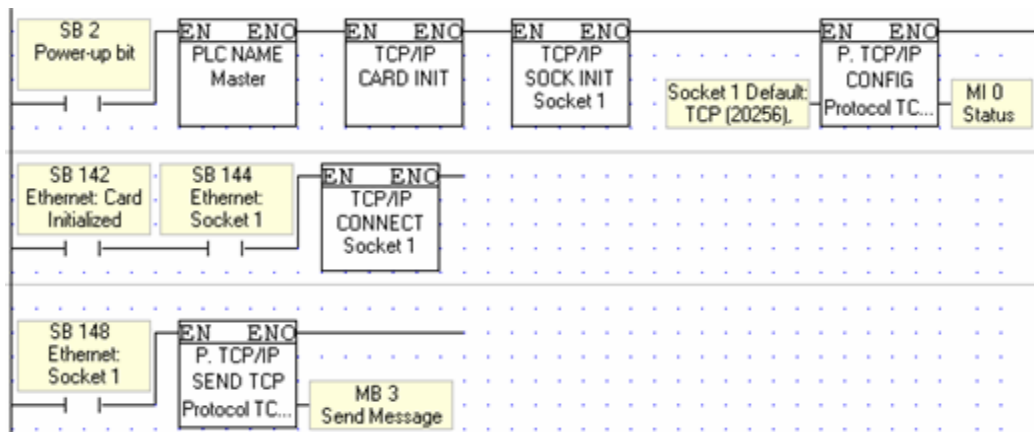 SB 2
Power-up bit
EN ENO
PLC NAME
Master
EN ENO
TCP/IP
CARD INIT
EN ENO
TCP/IP
SOCK INIT
Socket 1
Socket 1 Default:
TCP (20256),
EN ENO
P. TCP/IP
CONFIG
Protocol TC...
MI 0
Status
SB 142
Ethernet: Card
Initialized
SB 144
Ethernet:
Socket 1
EN ENO
TCP/IP
CONNECT
Socket 1
SB 148
Ethernet:
Socket 1
EN ENO
P. TCP/IP
SEND TCP
Protocol TC...
MB 3
Send Message